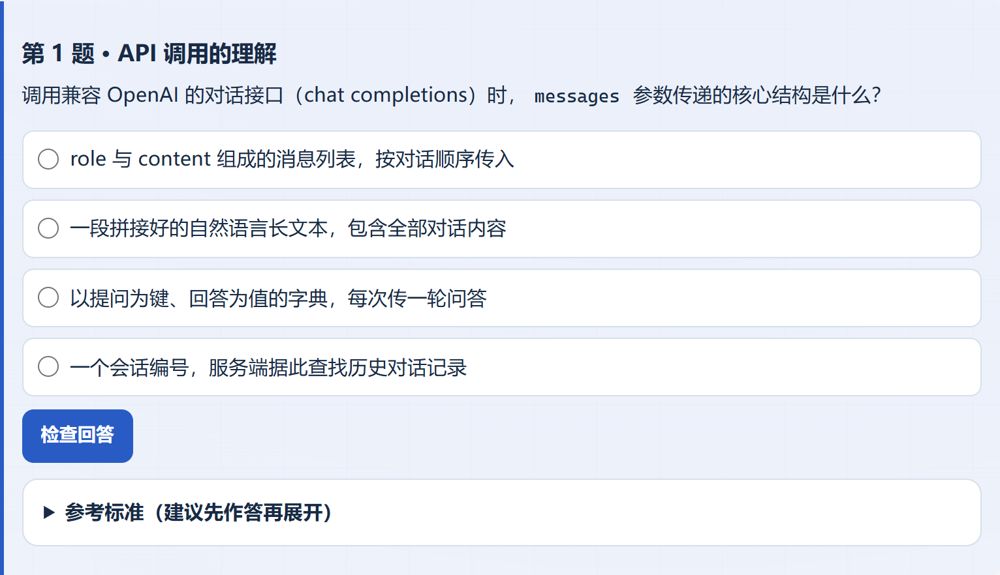 第 1 题 • API 调用的理解
调用兼容 OpenAI 的对话接口（chat completions）时， messages 参数传递的核心结构是什么？
role 与 content 组成的消息列表，按对话顺序传入
一段拼接好的自然语言长文本，包含全部对话内容
以提问为键、回答为值的字典，每次传一轮问答
一个会话编号，服务端据此查找历史对话记录
检查回答
▶ 参考标准（建议先作答再展开）